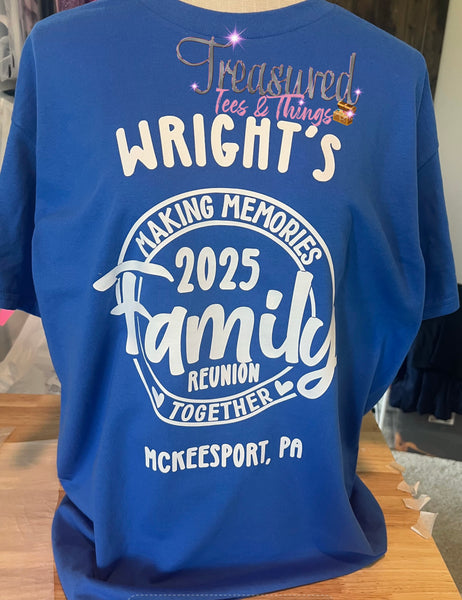 Treasured
Tees & Things
WRIGHT'S
MAKING MEMORIES
2025
Family
REUNION
TOGETHER
MCKEESPORT, PA